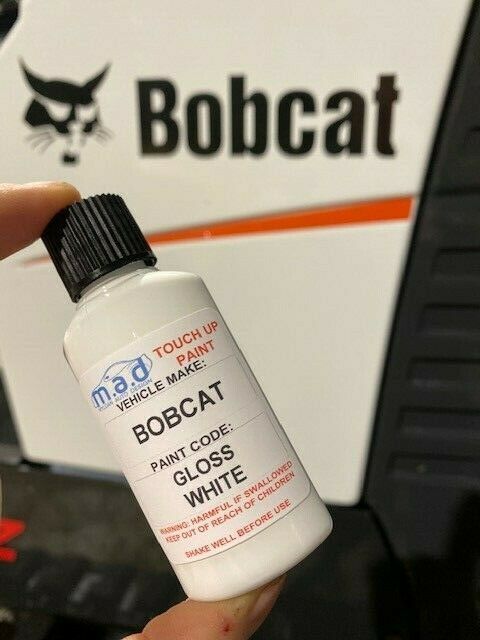 Bobcat
TOUCH UP
PAINT
m.a.d
VEHICLE MAKE:
BOBCAT
PAINT CODE:
GLOSS
WHITE
WARNING: HARMFUL IF SWALLOWED
KEEP OUT OF REACH OF CHILDREN
SHAKE WELL BEFORE USE